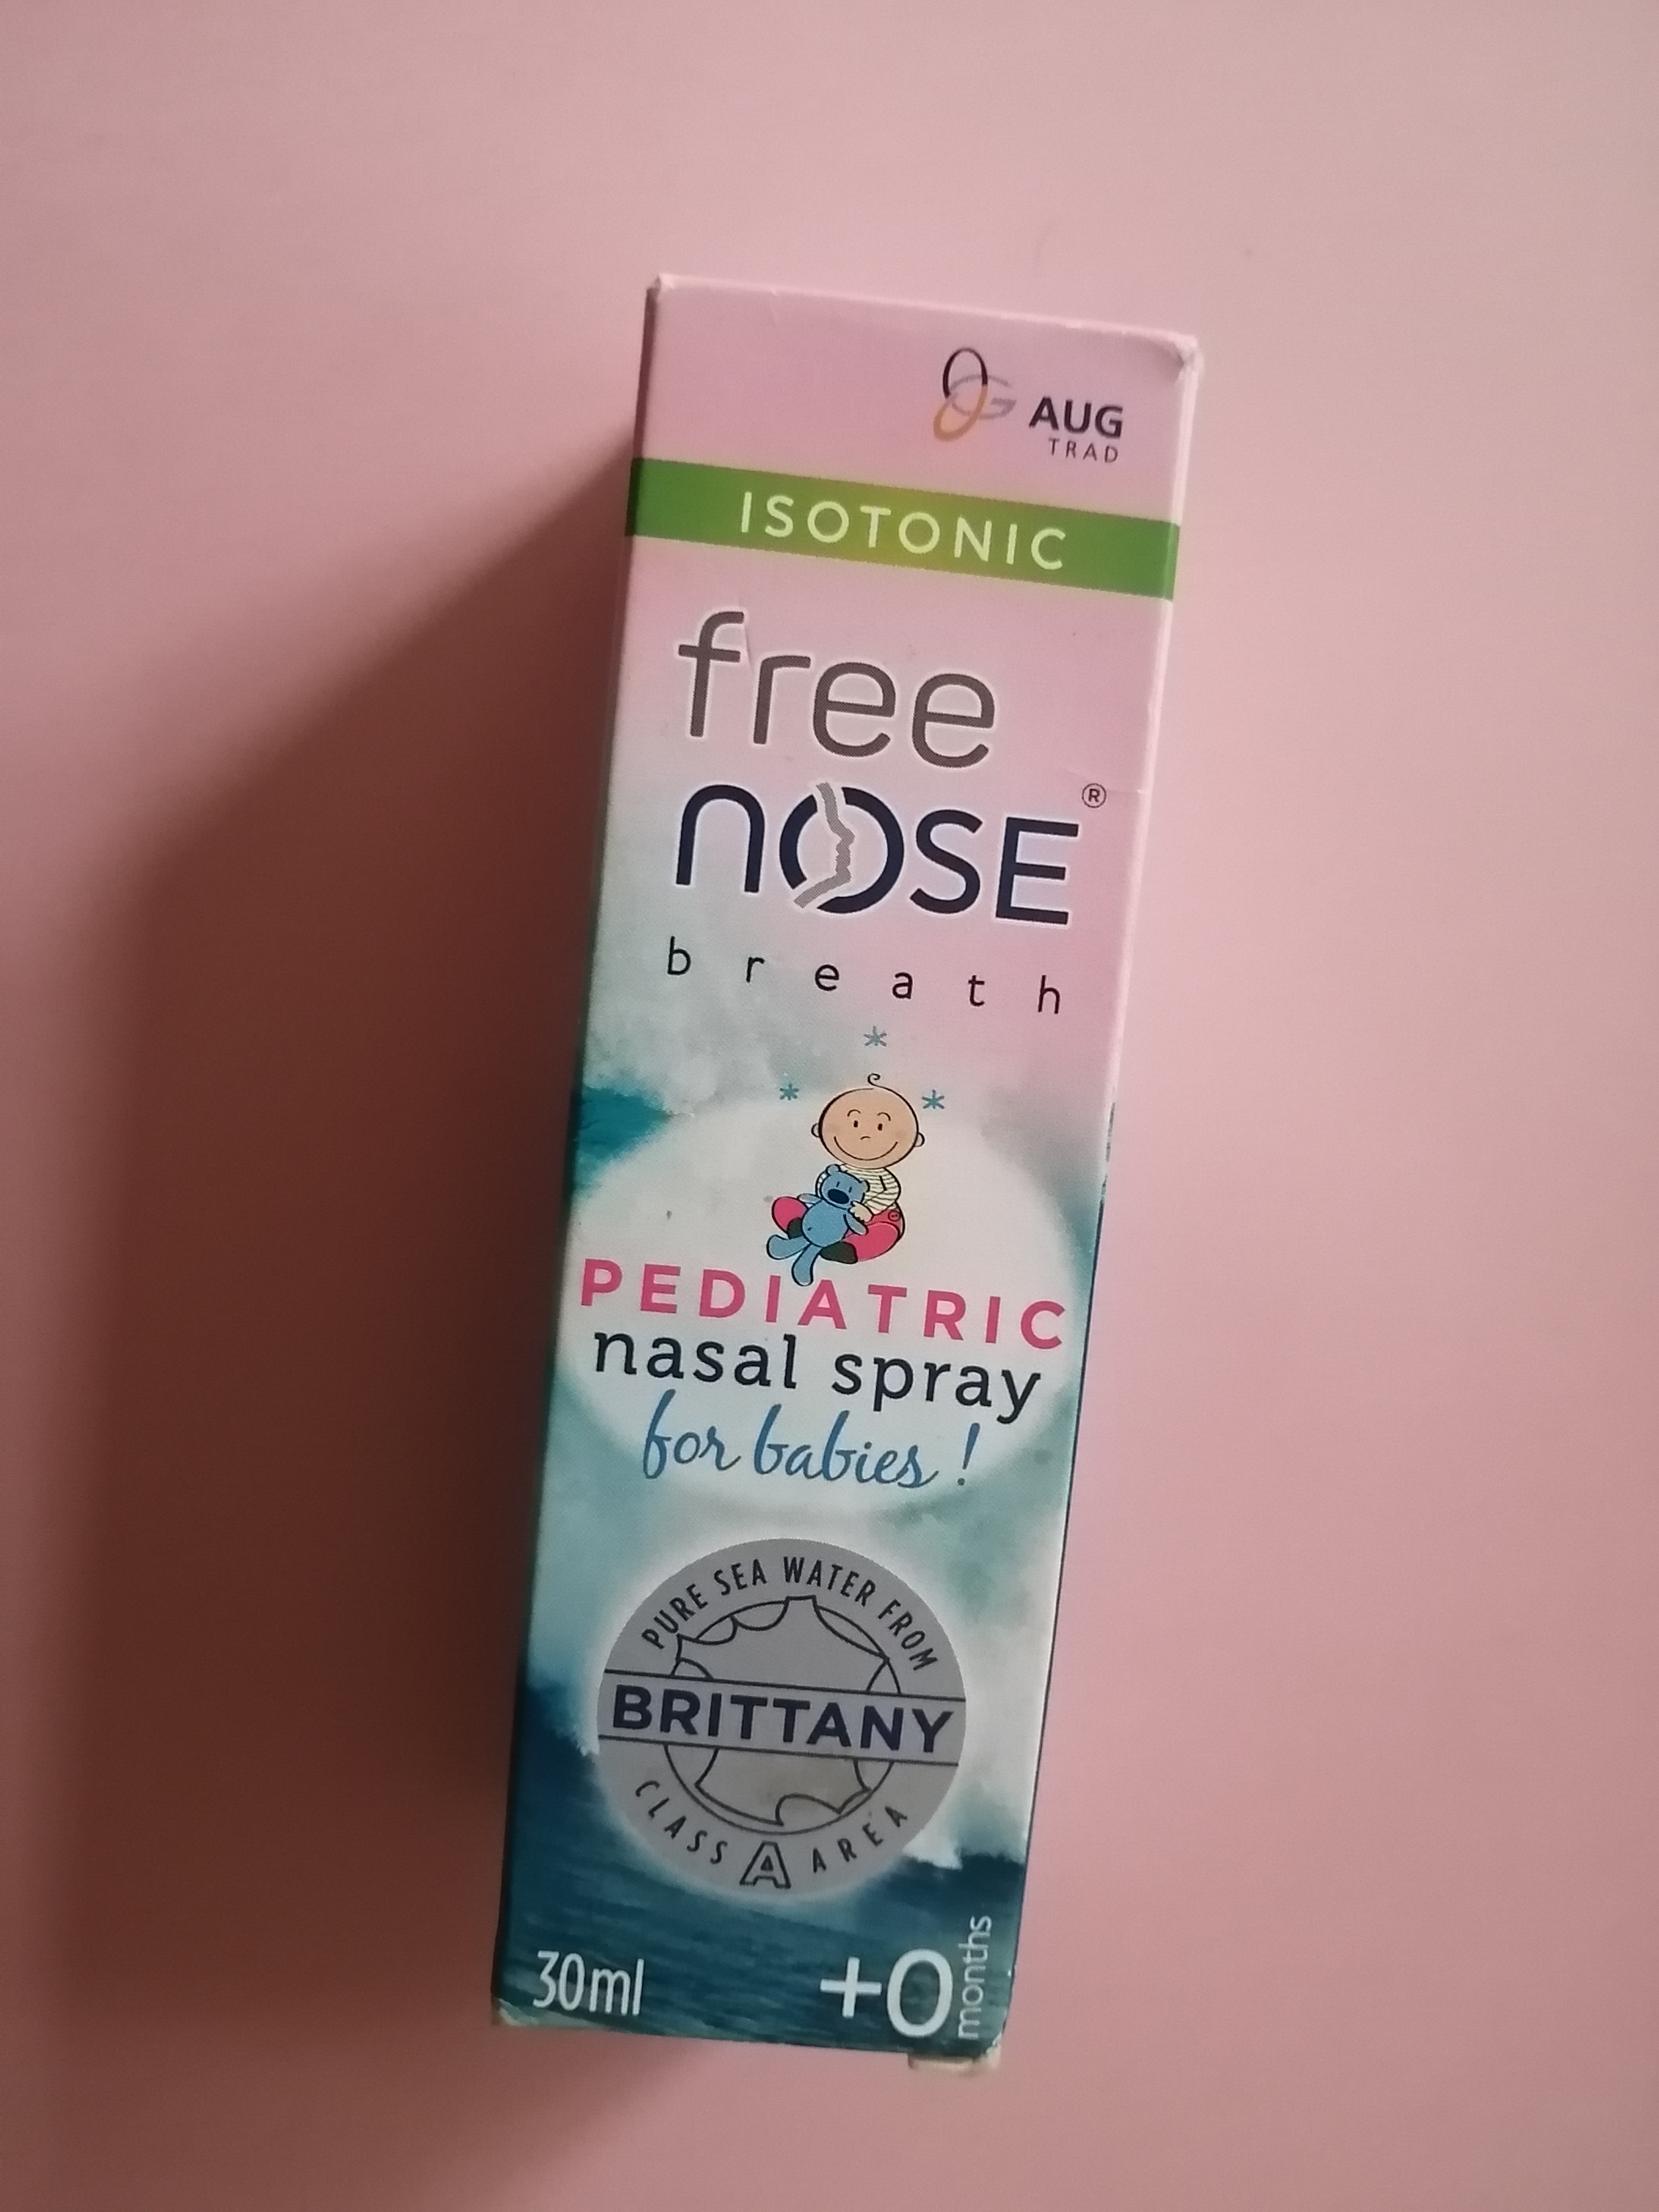 AUG
TRAD
ISOTONIC
free
nOSE®
breath
PEDIATRIC
nasal spray
for babies !
PURE SEA WATER FROM
BRITTANY
CLASS A AREA
30ml
+0 months